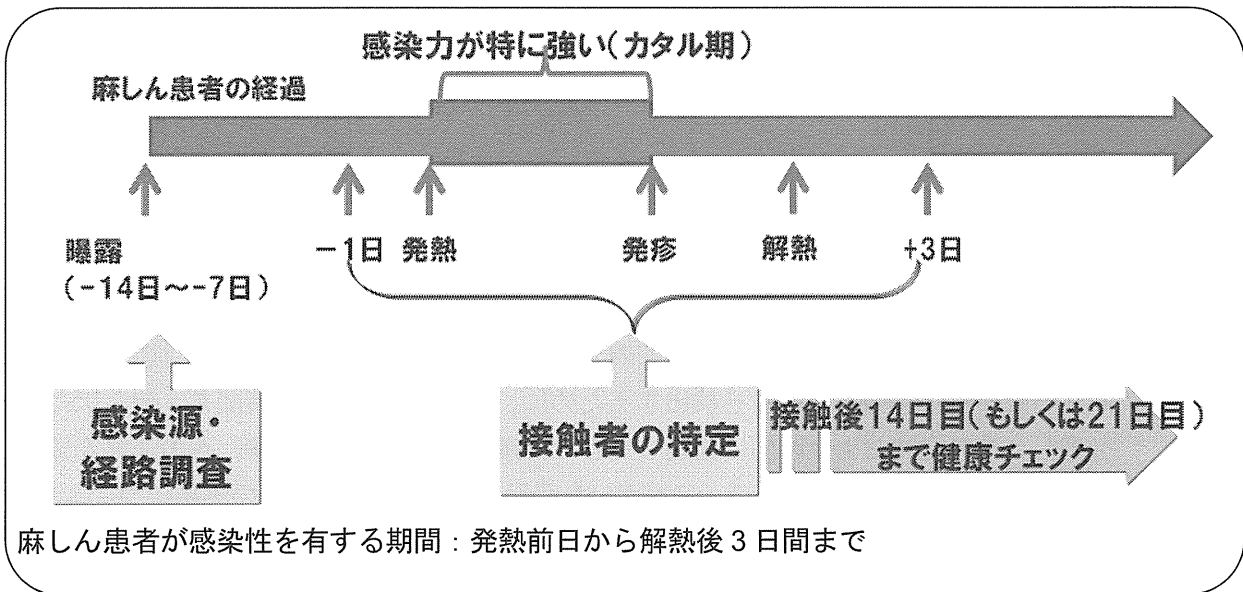 感染力が特に強い(カタル期)
麻しん患者の経過
曝露
(-14日～-7日)
−1日
発熱
発疹
解熱
+3日
感染源・
経路調査
接触者の特定
接触後14日目(もしくは21日目)
まで健康チェック
麻しん患者が感染性を有する期間：発熱前日から解熱後3日間まで